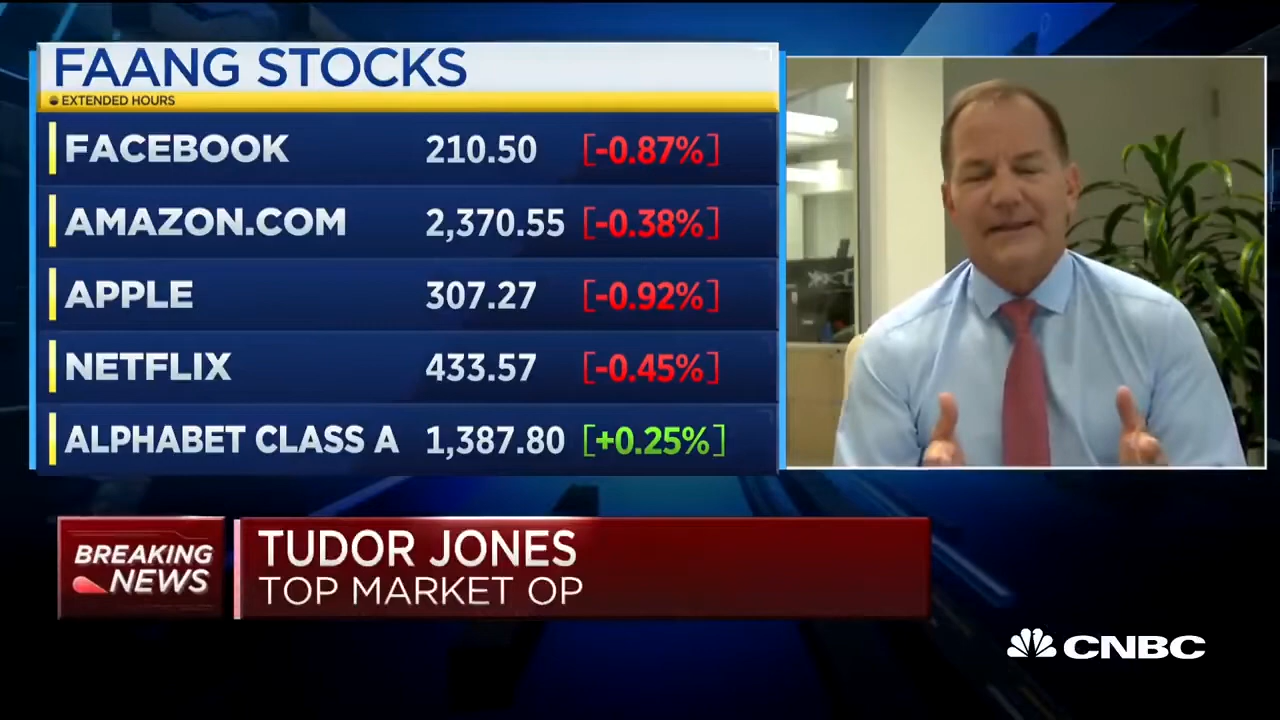 FAANG STOCKS
EXTENDED HOURS
FACEBOOK 210.50 [-0.87%]
AMAZON.COM 2,370.55 [-0.38%]
APPLE 307.27 [-0.92%]
NETFLIX 433.57 [-0.45%]
ALPHABET CLASS A 1,387.80 [+0.25%]
BREAKING NEWS
TUDOR JONES
TOP MARKET OP
CNBC